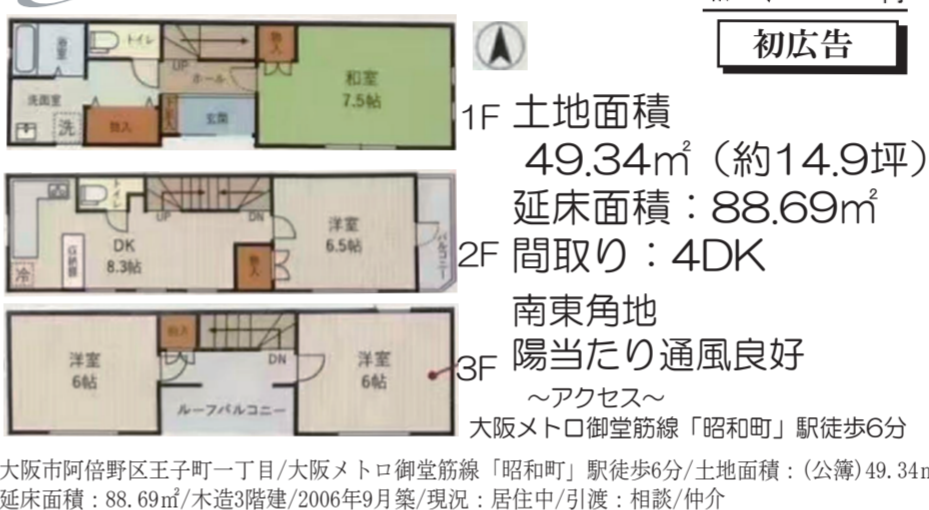 初広告
浴室
トイレ
物入
UP
ホール
和室
7.5帖
洗面室
洗
物入
下駄箱
玄関
1F
土地面積
49.34㎡（約14.9坪）
延床面積：88.69㎡
トイレ
UP
DN
洋室
6.5帖
バルコニー
DK
8.3帖
収納棚
冷
物入
2F
間取り：4DK
南東角地
物入
DN
洋室
6帖
洋室
6帖
ルーフバルコニー
3F
陽当たり通風良好
～アクセス～
大阪メトロ御堂筋線「昭和町」駅徒歩6分
大阪市阿倍野区王子町一丁目/大阪メトロ御堂筋線「昭和町」駅徒歩6分/土地面積：(公簿)49.34
延床面積：88.69㎡/木造3階建/2006年9月築/現況：居住中/引渡：相談/仲介